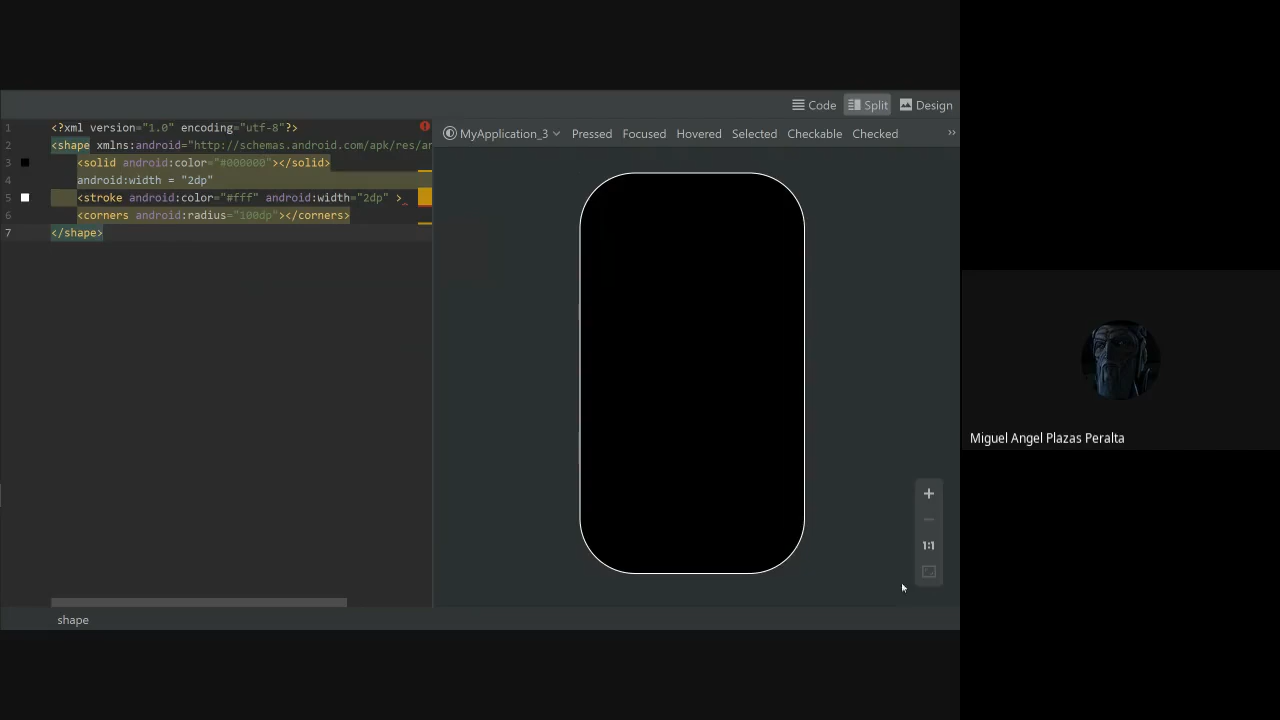 Code Split Design
MyApplication_3 Pressed Focused Hovered Selected Checkable Checked »
1 <?xml version="1.0" encoding="utf-8"?>
2 <shape xmlns:android="http://schemas.android.com/apk/res/ar
3 <solid android:color="#000000"></solid>
4 android:width = "2dp"
5 <stroke android:color="#fff" android:width="2dp" >
6 <corners android:radius="100dp"></corners>
7 </shape>
Miguel Angel Plazas Peralta
+
1:1
shape